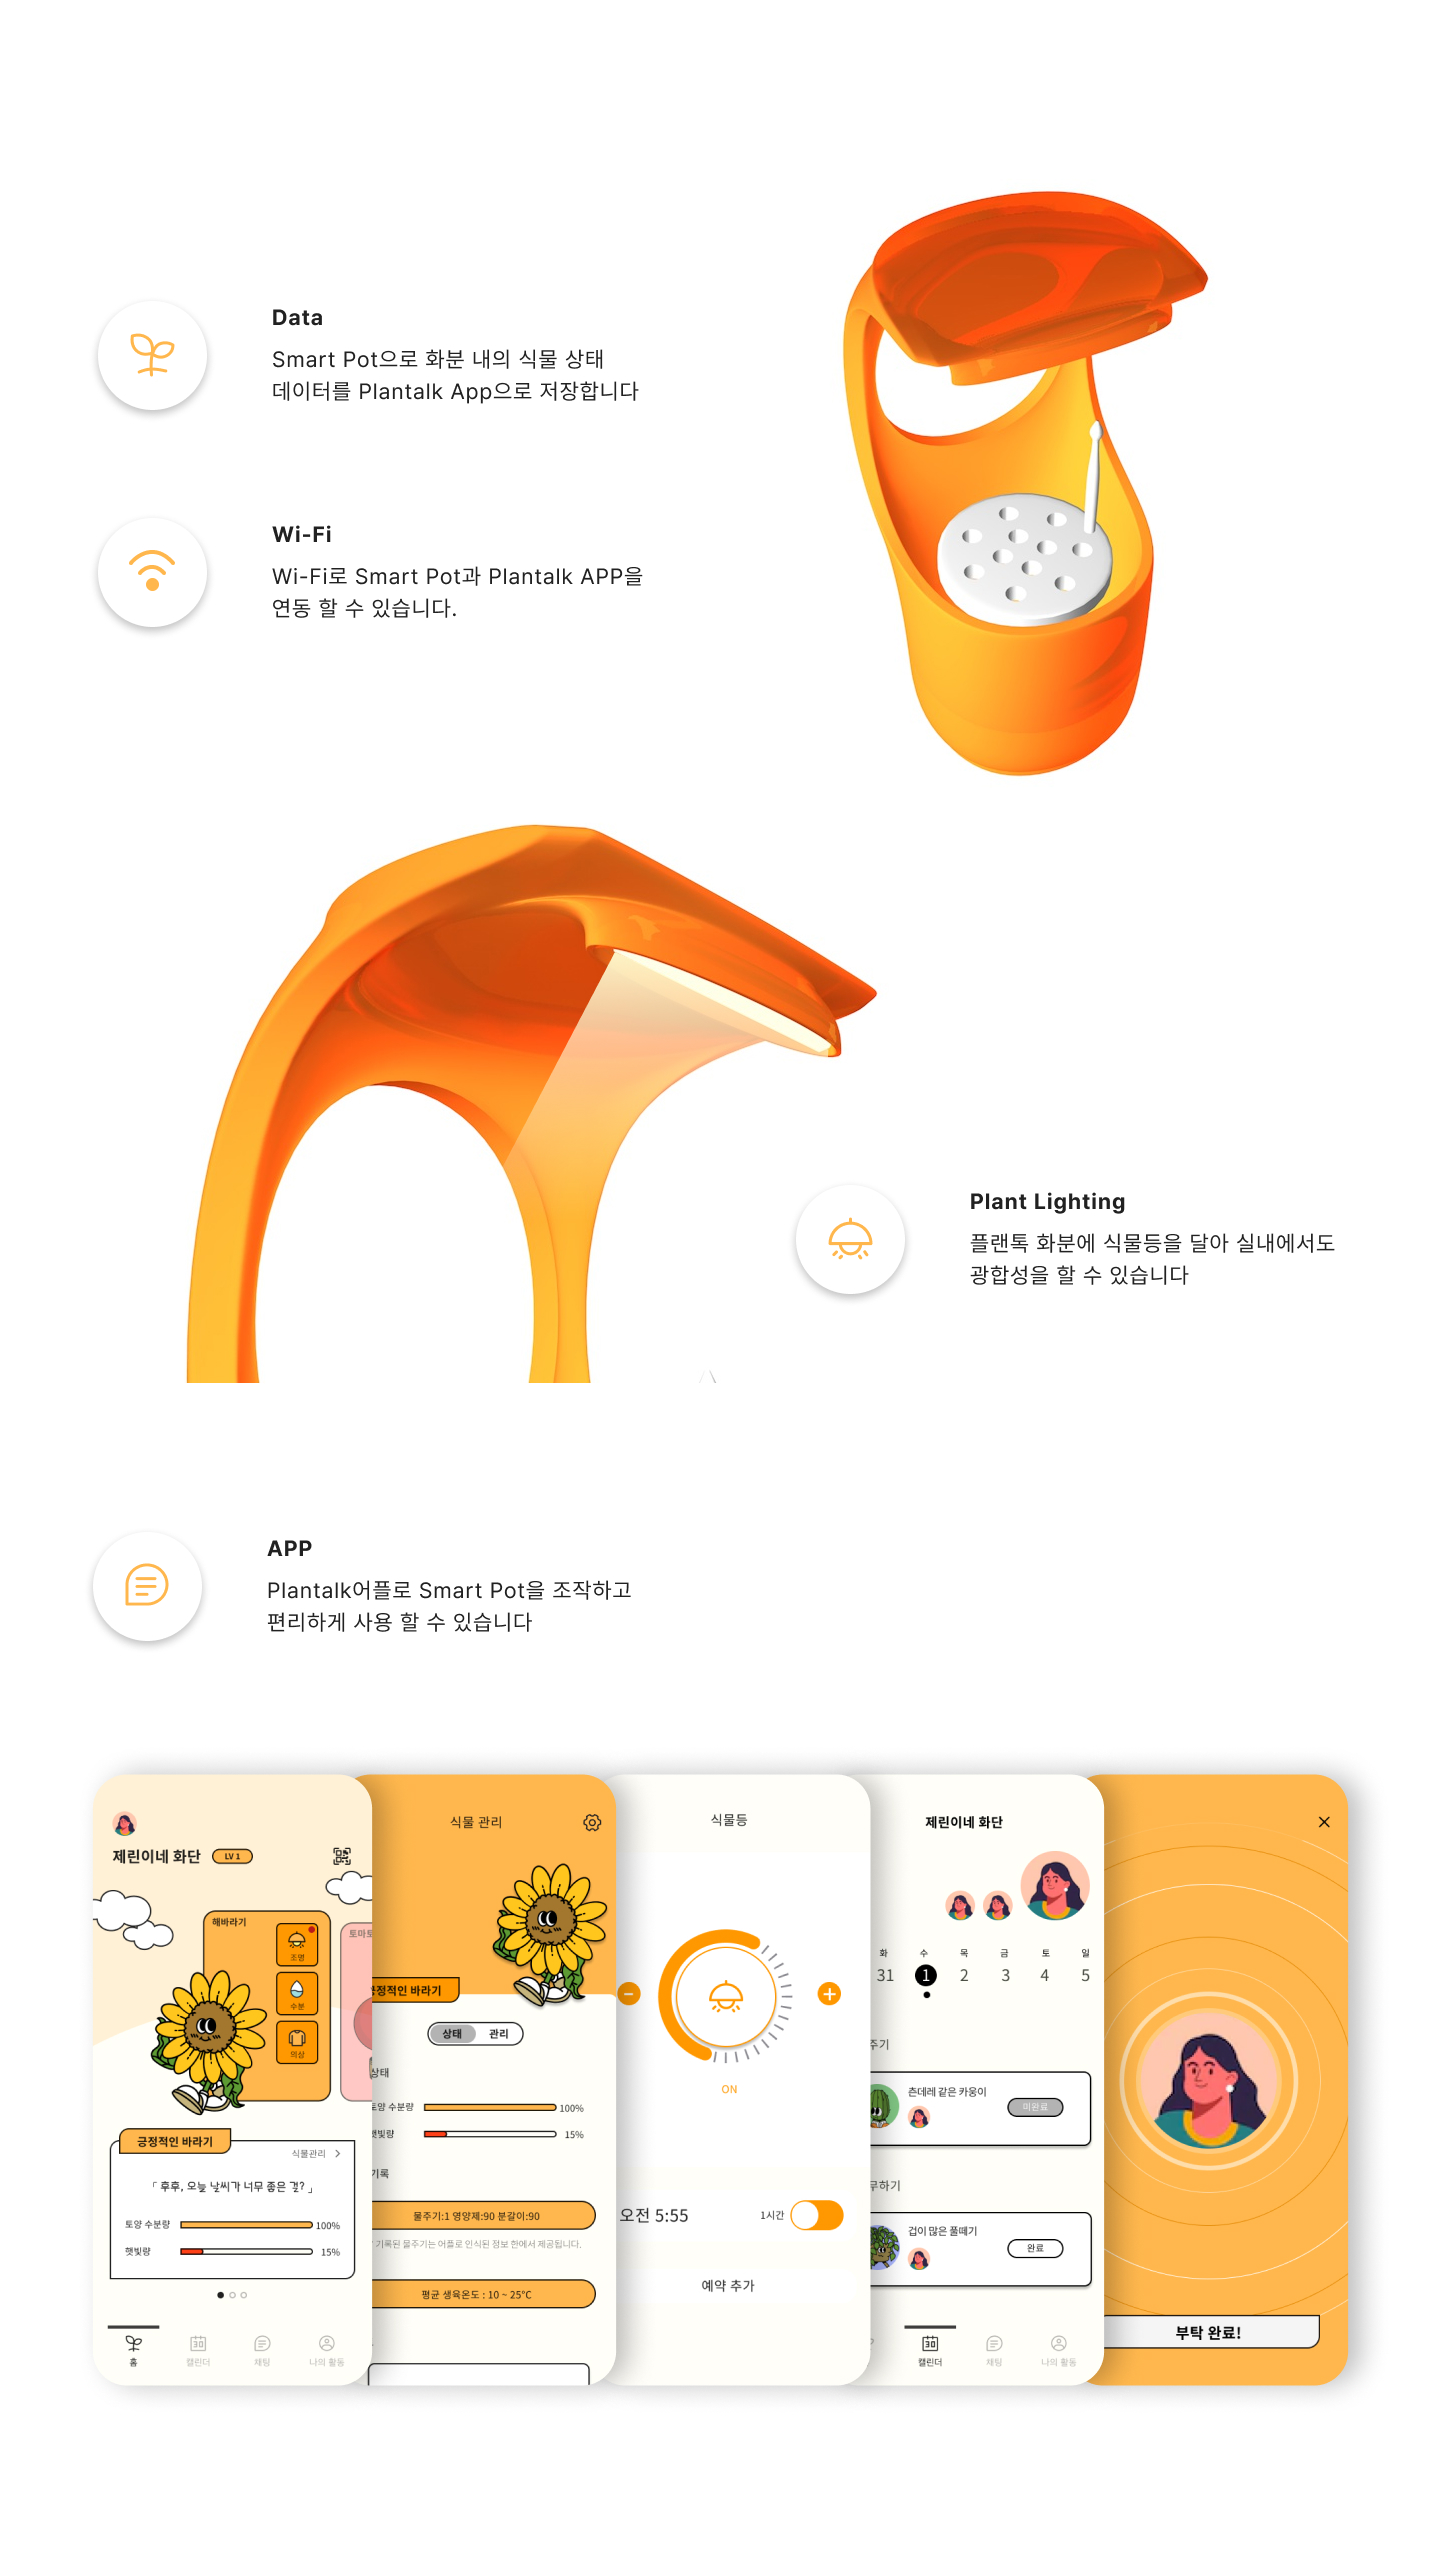 Data
Smart Pot으로 화분 내의 식물 상태
데이터를 Plantalk App으로 저장합니다
Wi-Fi
Wi-Fi로 Smart Pot과 Plantalk APP을
연동 할 수 있습니다.
Plant Lighting
플랜톡 화분에 식물등을 달아 실내에서도
광합성을 할 수 있습니다
APP
Plantalk어플로 Smart Pot을 조작하고
편리하게 사용 할 수 있습니다
제린이네 화단 LV 1
해바라기
조명
수분
의상
토마토
긍정적인 바라기
식물관리 >
「 후후, 오늘 날씨가 너무 좋은 걸? 」
토양 수분량 100%
햇빛량 15%
홈 캘린더 채팅 나의 활동
식물 관리
긍정적인 바라기
상태 관리
상태
토양 수분량 100%
햇빛량 15%
기록
물주기:1 영양제:90 분갈이:90
기록된 물주기는 어플로 인식된 정보 한에서 제공됩니다.
평균 생육온도 : 10 ~ 25°C
식물등
ON
오전 5:55 1시간
예약 추가
제린이네 화단
화 수 목 금 토 일
31 1 2 3 4 5
주기
츤데레 같은 카웅이
미완료
겁이 많은 풀떼기
완료
캘린더 채팅 나의 활동
부탁 완료!